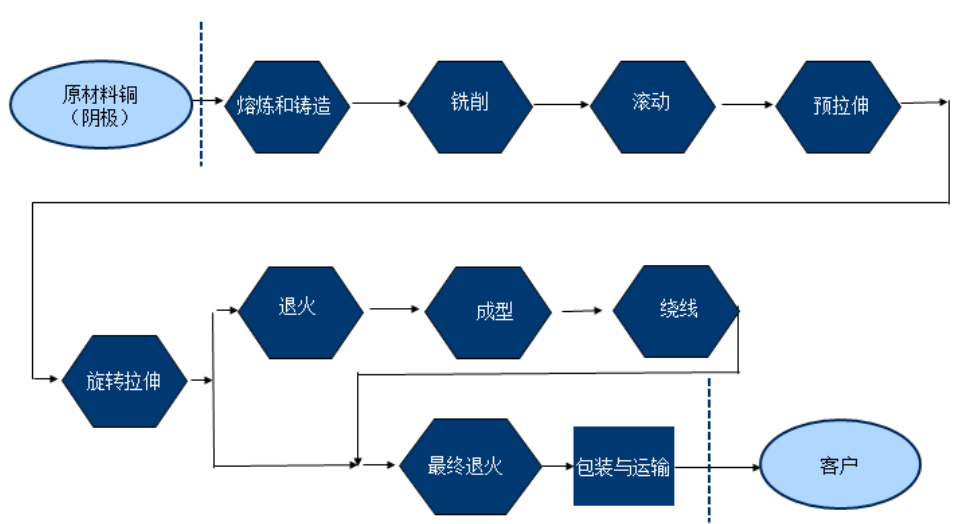 原材料铜
（阴极）
熔炼和铸造
铣削
滚动
预拉伸
退火
成型
绕线
旋转拉伸
最终退火
包装与运输
客户